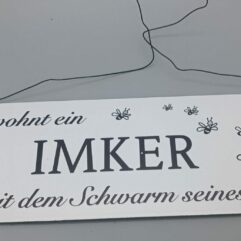 wohnt ein
IMKER
it dem Schwarm seines